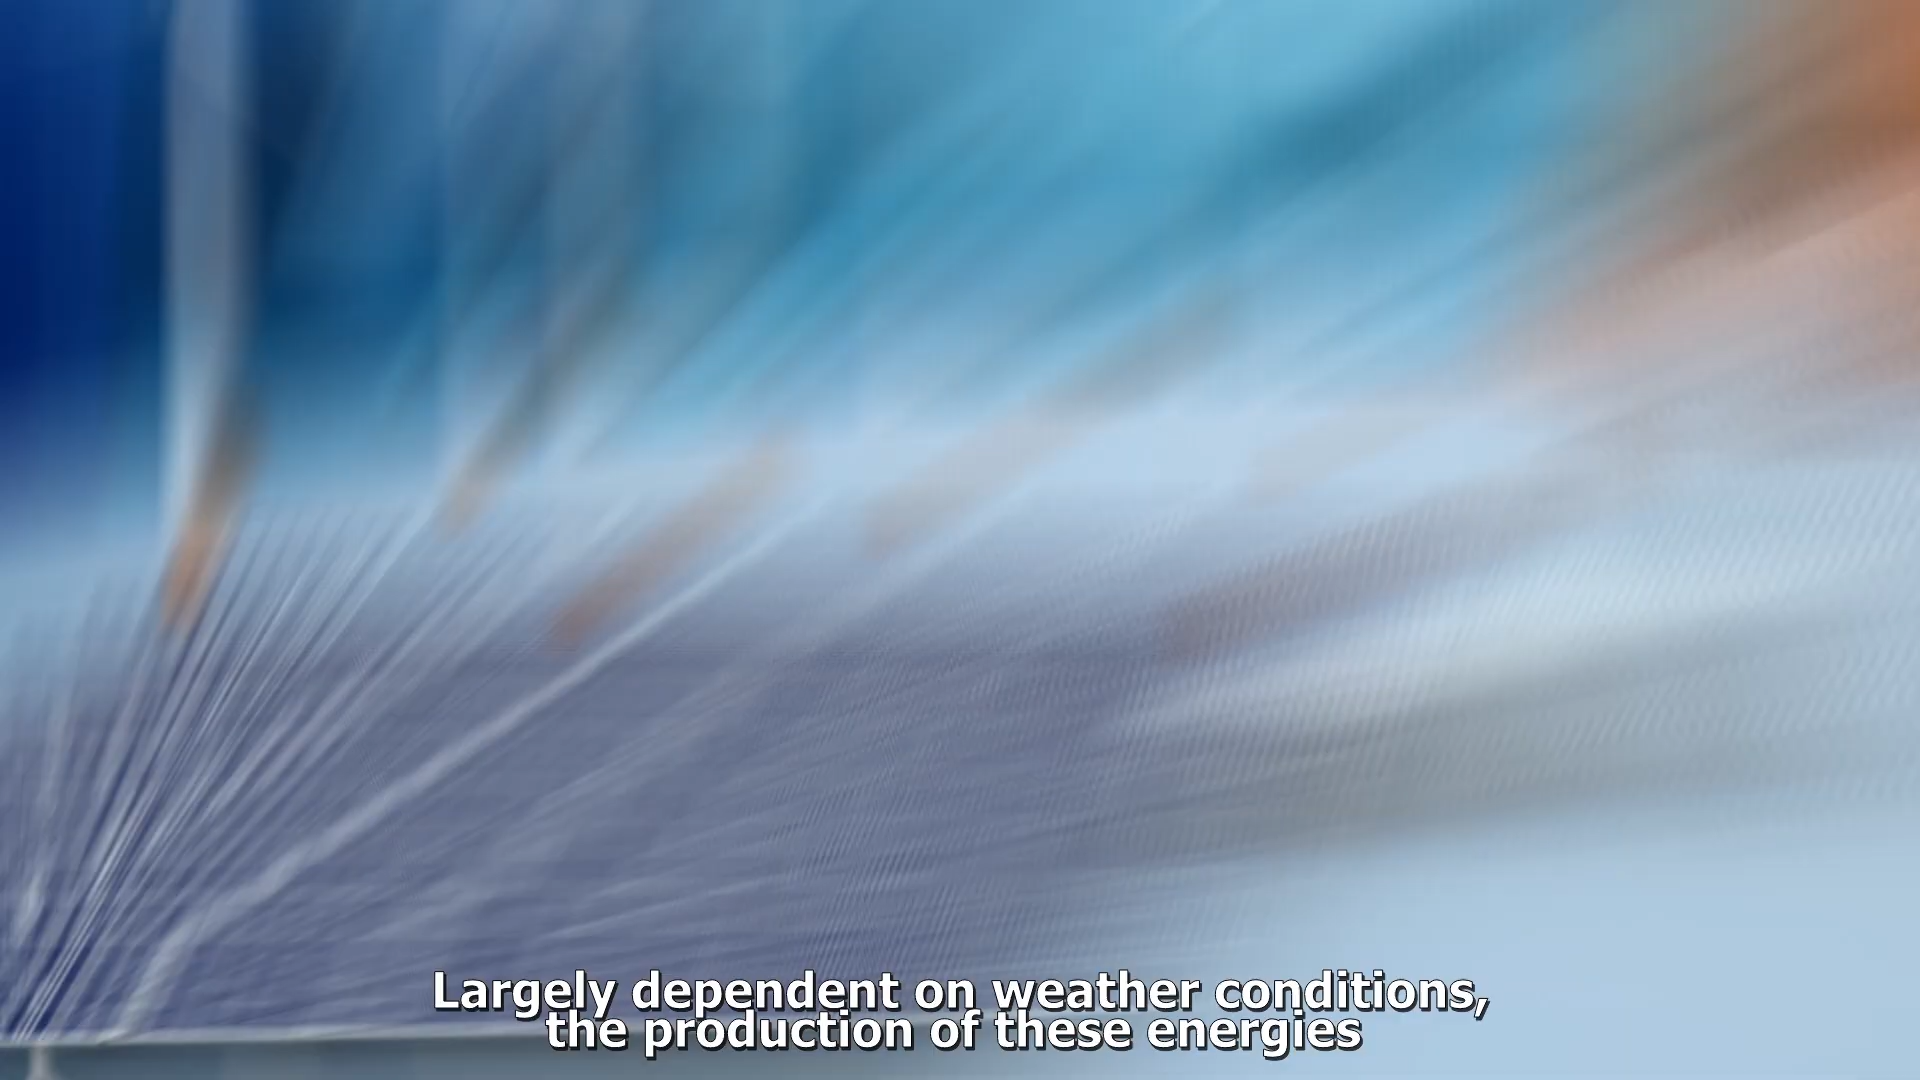 Largely dependent on weather conditions,
the production of these energies